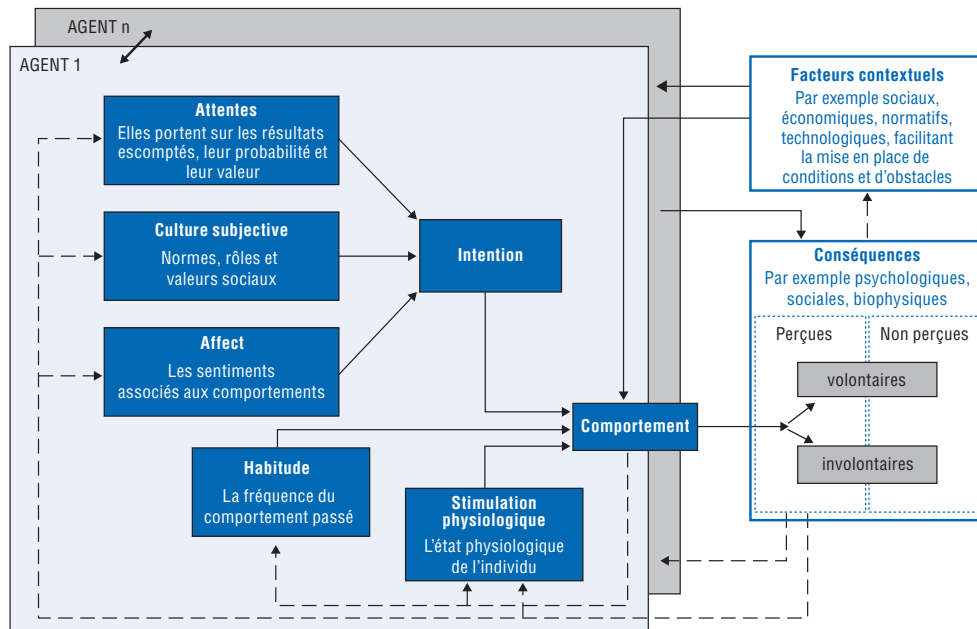 AGENT n
AGENT 1
Attentes
Elles portent sur les résultats
escomptés, leur probabilité et
leur valeur
Culture subjective
Normes, rôles et
valeurs sociaux
Affect
Les sentiments
associés aux comportements
Intention
Habitude
La fréquence du
comportement passé
Stimulation
physiologique
L'état physiologique
de l'individu
Comportement
Facteurs contextuels
Par exemple sociaux,
économiques, normatifs,
technologiques, facilitant
la mise en place de
conditions et d'obstacles
Conséquences
Par exemple psychologiques,
sociales, biophysiques
Perçues
Non perçues
volontaires
involontaires